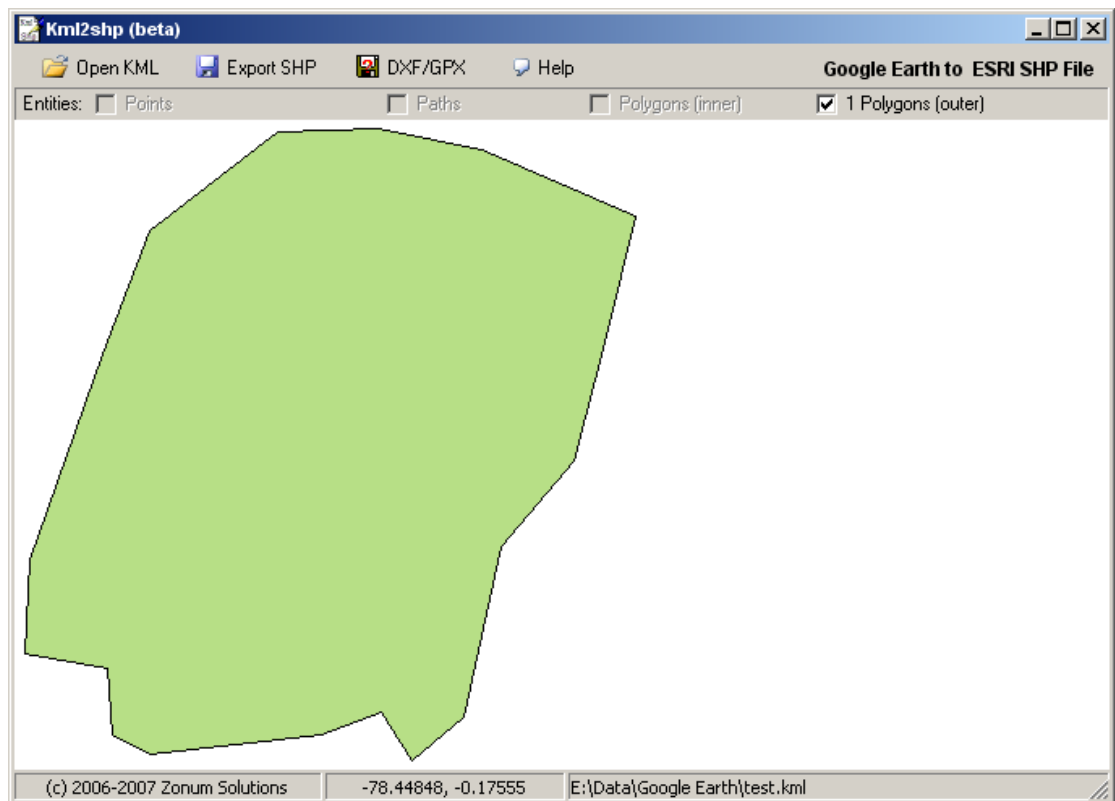 Kml2shp (beta)
Open KML Export SHP DXF/GPX Help Google Earth to ESRI SHP File
Entities: Points Paths Polygons (inner) 1 Polygons (outer)
(c) 2006-2007 Zonum Solutions -78.44848, -0.17555 E:\Data\Google Earth\test.kml